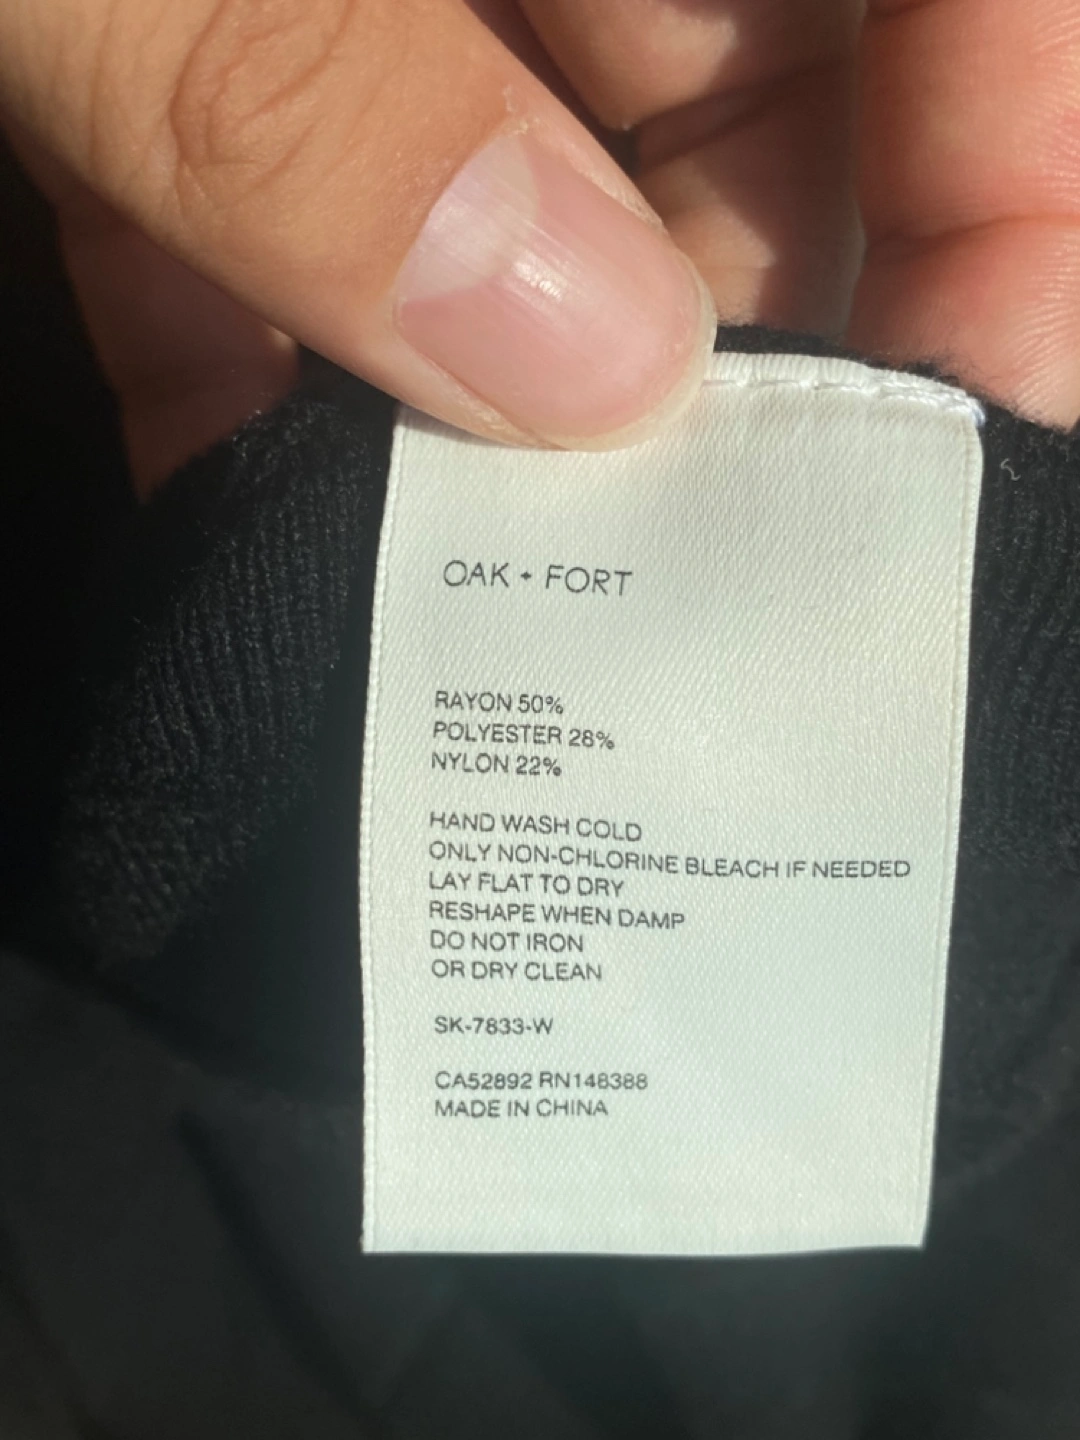 OAK + FORT
RAYON 50%
POLYESTER 28%
NYLON 22%
HAND WASH COLD
ONLY NON-CHLORINE BLEACH IF NEEDED
LAY FLAT TO DRY
RESHAPE WHEN DAMP
DO NOT IRON
OR DRY CLEAN
SK-7833-W
CA52892 RN148388
MADE IN CHINA